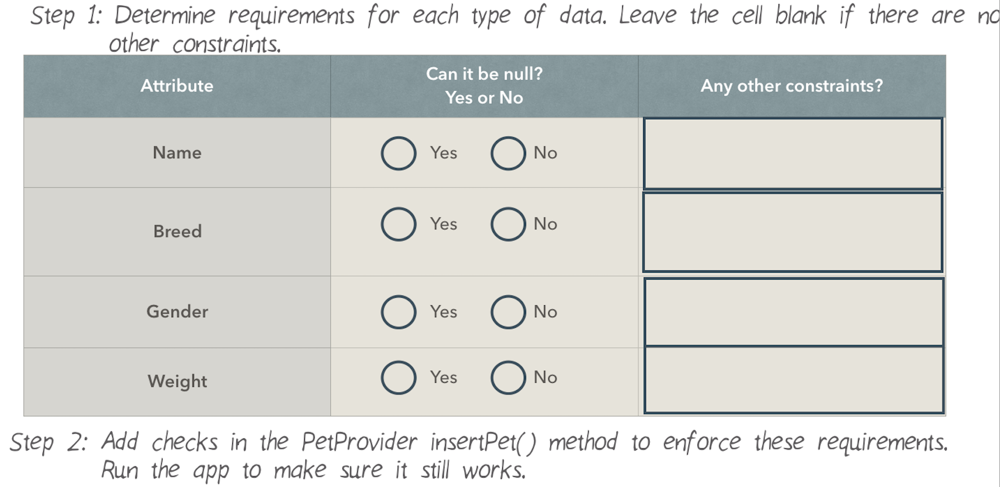 Step 1: Determine requirements for each type of data. Leave the cell blank if there are no
other constraints.
Attribute
Can it be null?
Yes or No
Any other constraints?
Name
Yes
No
Breed
Yes
No
Gender
Yes
No
Weight
Yes
No
Step 2: Add checks in the PetProvider insertPet() method to enforce these requirements.
Run the app to make sure it still works.